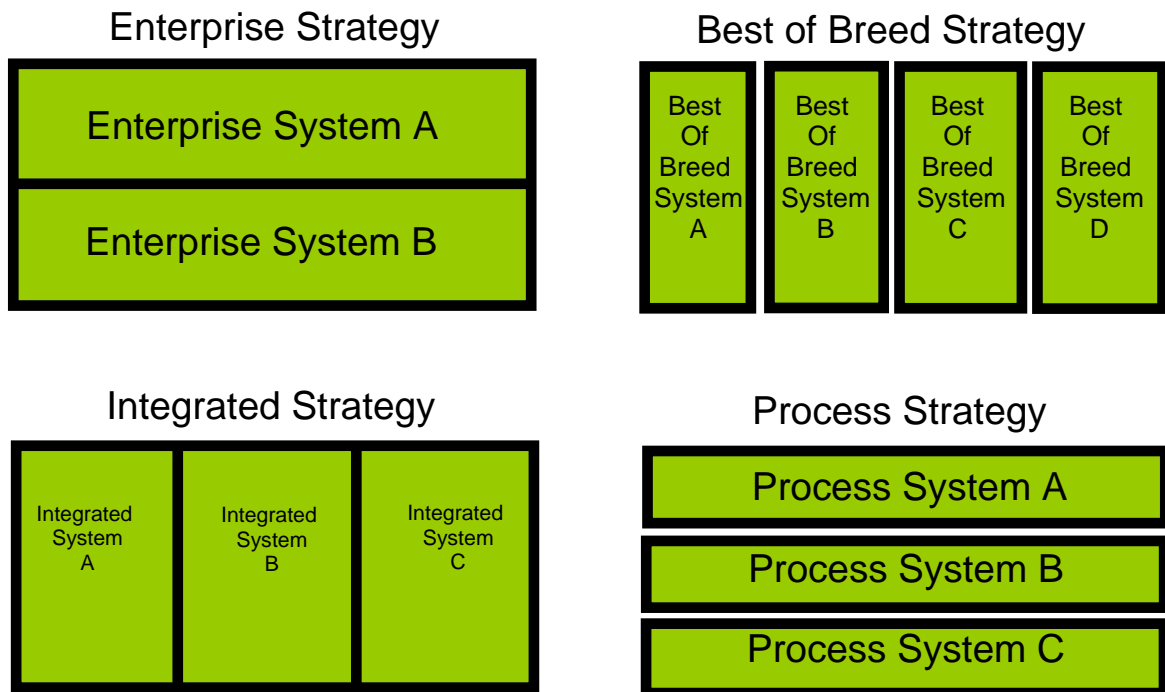 Enterprise Strategy
Enterprise System A
Enterprise System B
Best of Breed Strategy
Best
Of
Breed
System
A
Best
Of
Breed
System
B
Best
Of
Breed
System
C
Best
Of
Breed
System
D
Integrated Strategy
Integrated
System
A
Integrated
System
B
Integrated
System
C
Process Strategy
Process System A
Process System B
Process System C